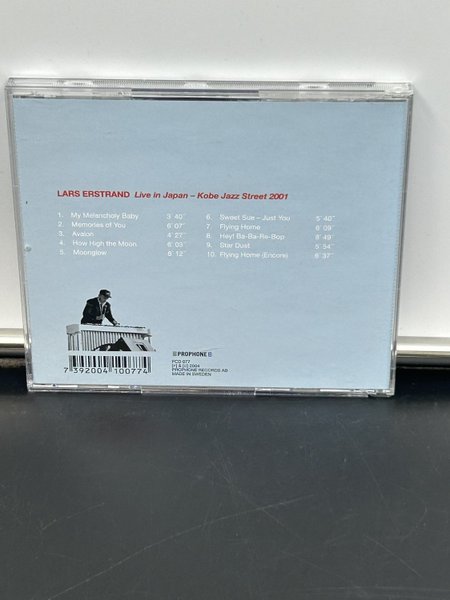 LARS ERSTRAND Live in Japan – Kobe Jazz Street 2001
1. My Melancholy Baby 3´40´´
2. Memories of You 6´07´´
3. Avalon 4´27´´
4. How High the Moon 6´03´´
5. Moonglow 6´12´´
6. Sweet Sue – Just You 5´40´´
7. Flying Home 6´09´´
8. Hey! Ba-Ba-Re-Bop 8´49´´
9. Star Dust 5´54´´
10. Flying Home (Encore) 6´37´´
PROPHONE
PCD 077
(P) & (C) 2004
PROPHONE RECORDS AB
MADE IN SWEDEN
7 392004 100774